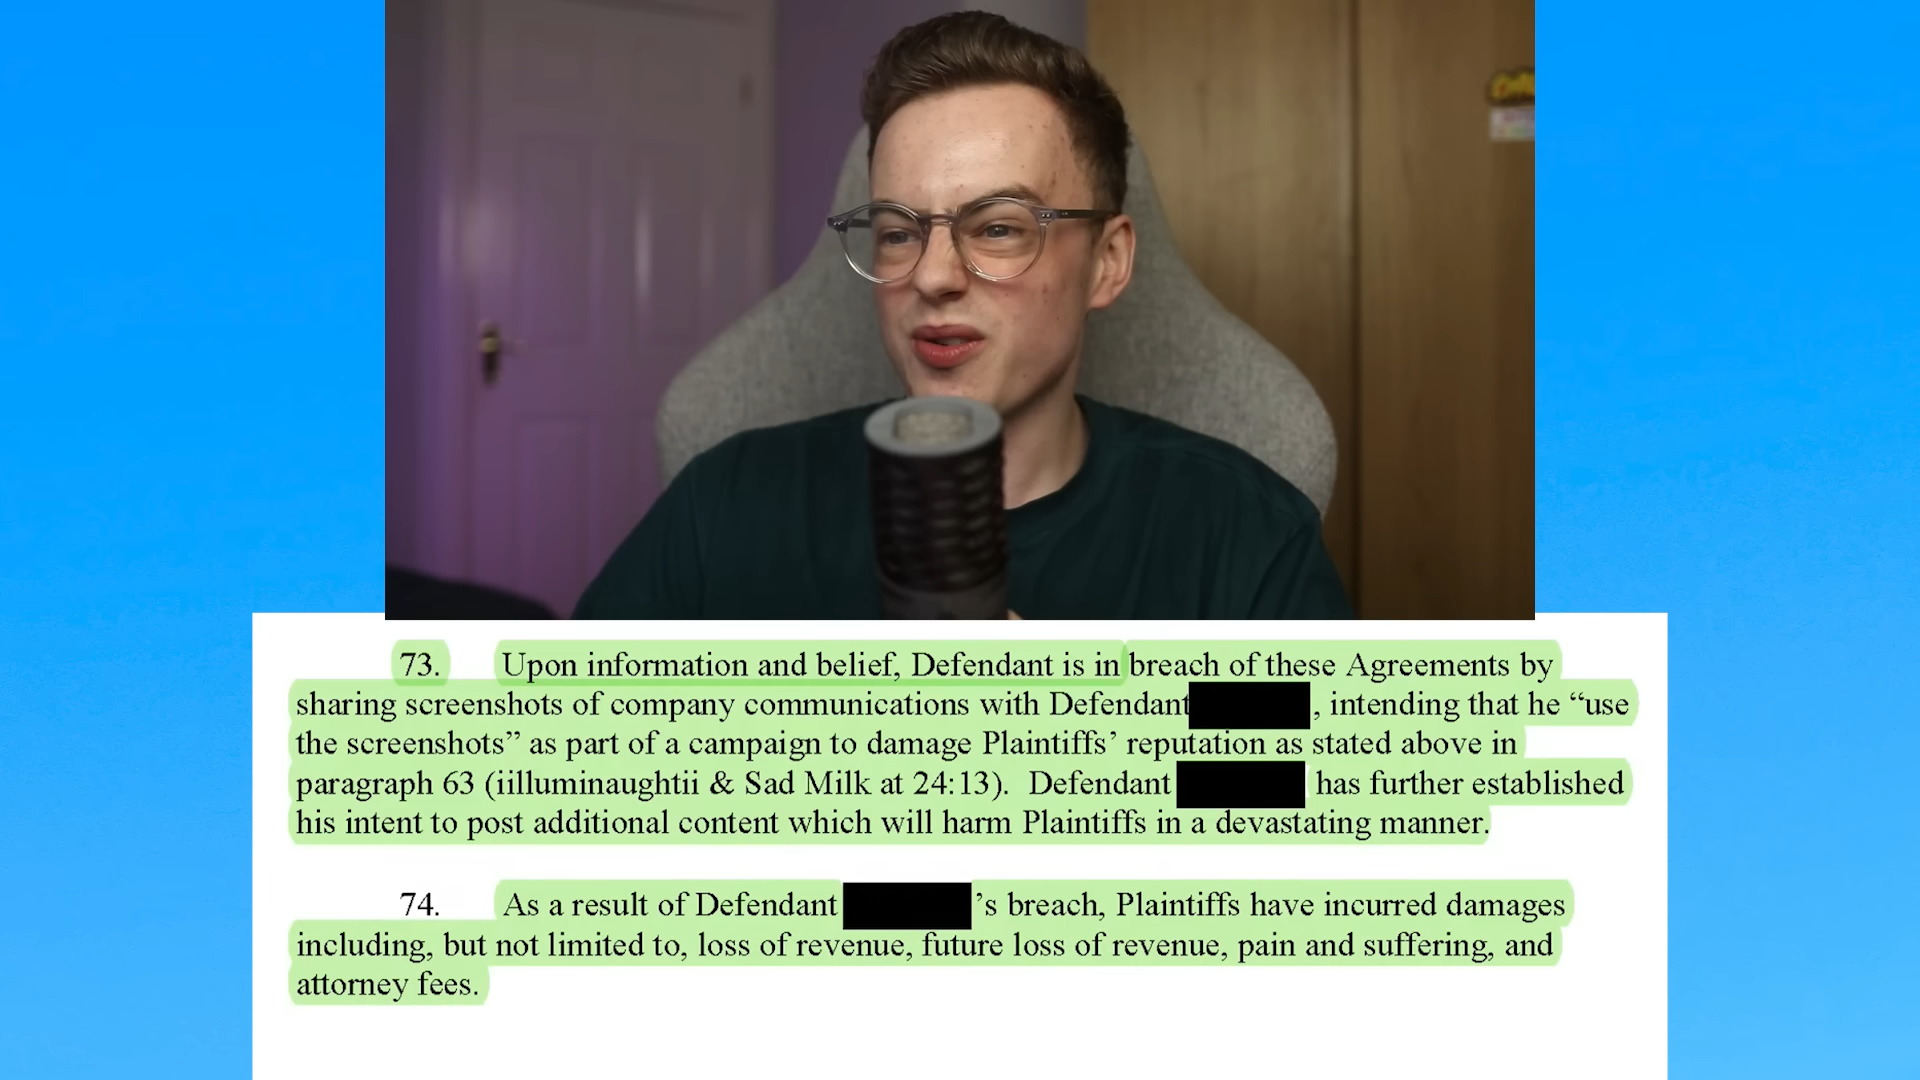 73. Upon information and belief, Defendant is in breach of these Agreements by
sharing screenshots of company communications with Defendant , intending that he “use
the screenshots” as part of a campaign to damage Plaintiffs’ reputation as stated above in
paragraph 63 (iilluminaughtii & Sad Milk at 24:13). Defendant has further established
his intent to post additional content which will harm Plaintiffs in a devastating manner.
74. As a result of Defendant ’s breach, Plaintiffs have incurred damages
including, but not limited to, loss of revenue, future loss of revenue, pain and suffering, and
attorney fees.